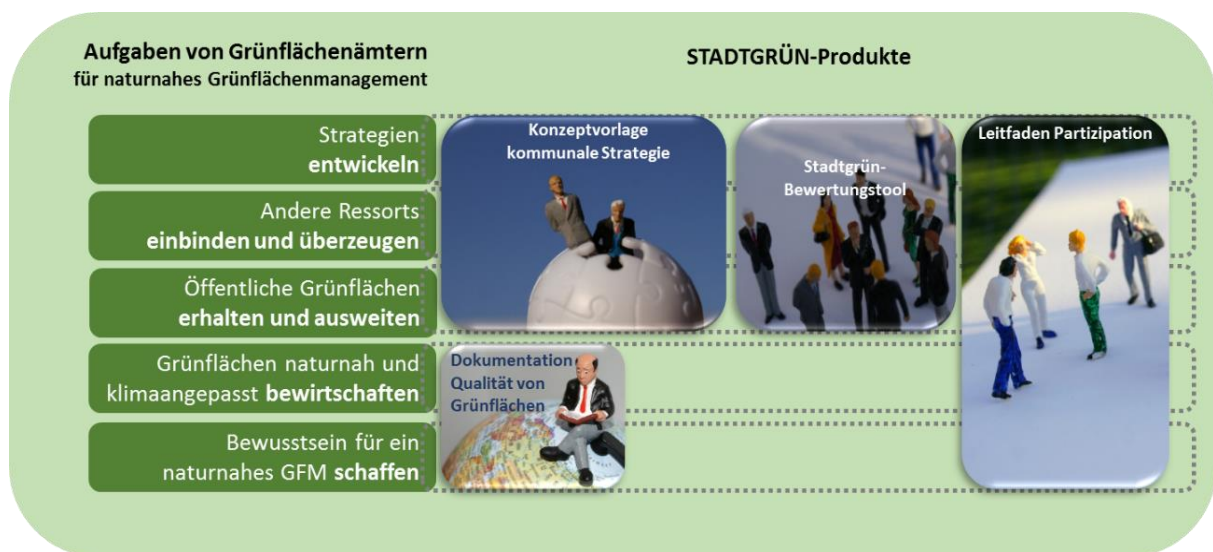 Aufgaben von Grünflächenämtern
für naturnahes Grünflächenmanagement
STADTGRÜN-Produkte
Strategien
entwickeln
Andere Ressorts
einbinden und überzeugen
Öffentliche Grünflächen
erhalten und ausweiten
Grünflächen naturnah und
klimaangepasst bewirtschaften
Bewusstsein für ein
naturnahes GFM schaffen
Konzeptvorlage
kommunale Strategie
Stadtgrün-
Bewertungstool
Leitfaden Partizipation
Dokumentation
Qualität von
Grünflächen